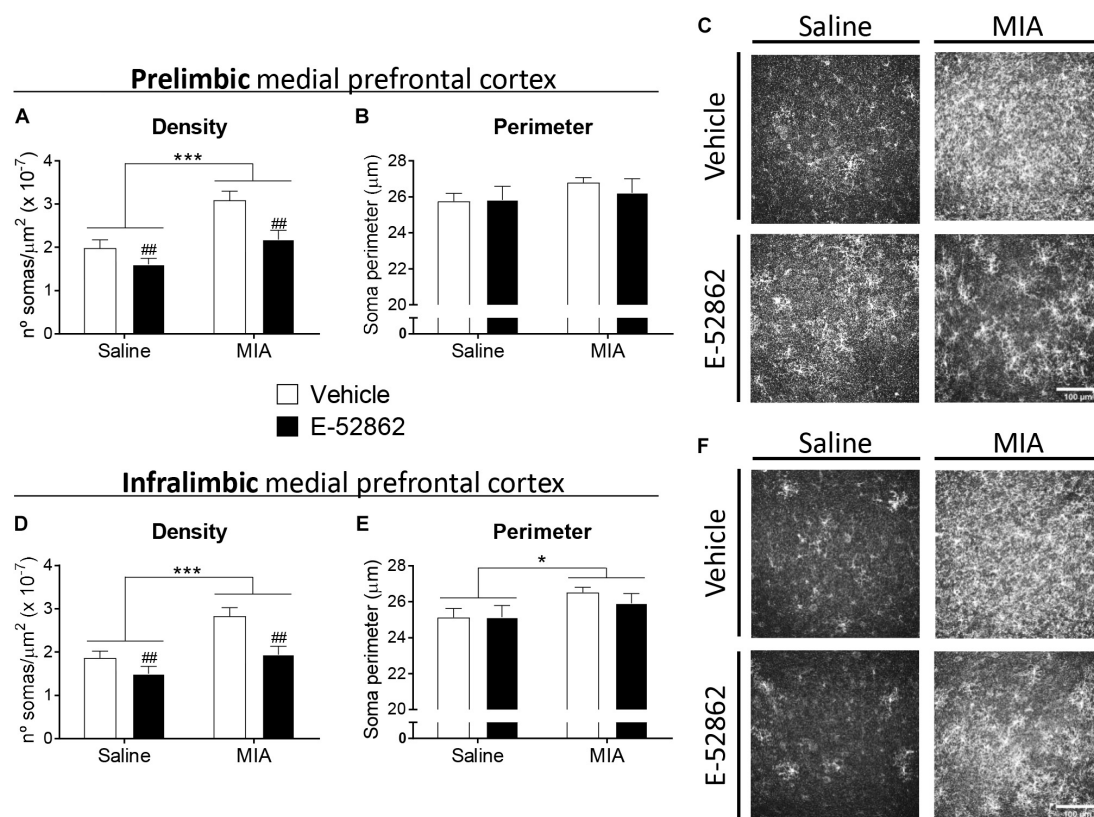 Prelimbic medial prefrontal cortex
A
Density
nº somas/μm² (x 10⁻⁷)
4
3
2
1
0
***
##
##
Saline
MIA
B
Perimeter
Soma perimeter (μm)
28
26
24
22
20
0
Saline
MIA
Vehicle
E-52862
C
Saline
MIA
Vehicle
E-52862
100 μm
Infralimbic medial prefrontal cortex
D
Density
nº somas/μm² (x 10⁻⁷)
4
3
2
1
0
***
##
##
Saline
MIA
E
Perimeter
Soma perimeter (μm)
28
26
24
22
20
0
*
Saline
MIA
F
Saline
MIA
Vehicle
E-52862
100 μm